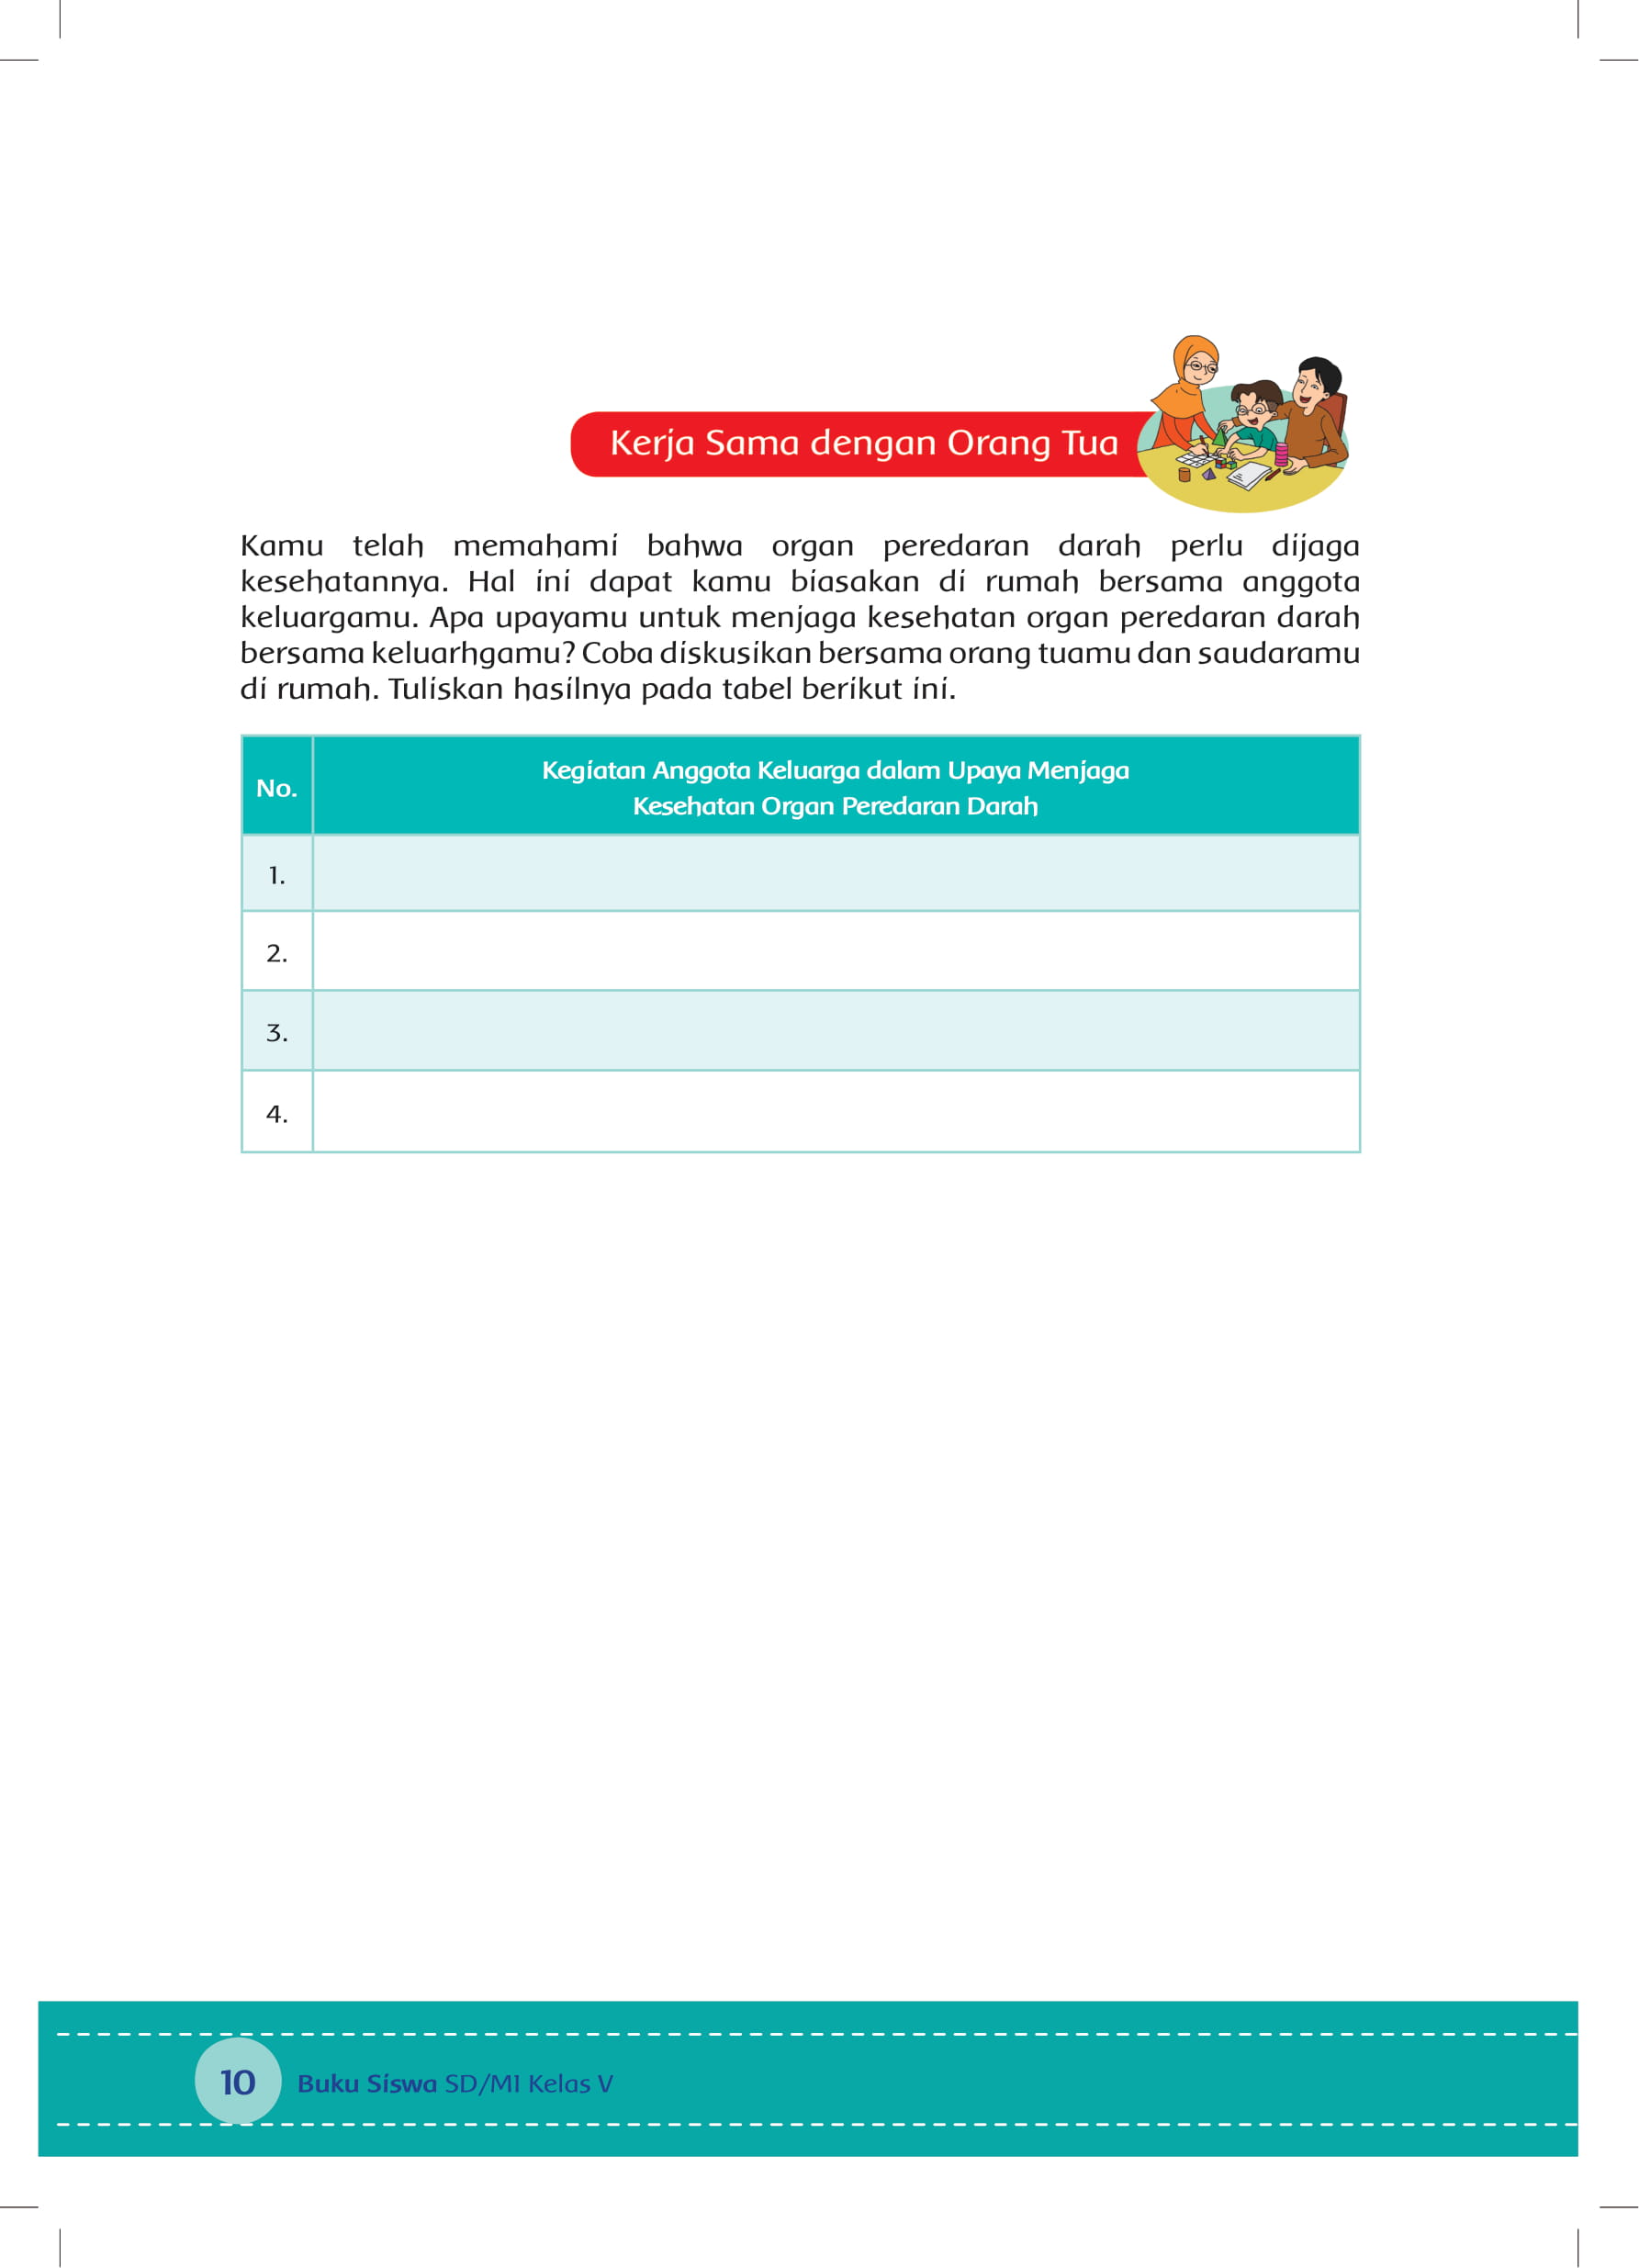 Kerja Sama dengan Orang Tua
Kamu telah memahami bahwa organ peredaran darah perlu dijaga
kesehatannya. Hal ini dapat kamu biasakan di rumah bersama anggota
keluargamu. Apa upayamu untuk menjaga kesehatan organ peredaran darah
bersama keluarhgamu? Coba diskusikan bersama orang tuamu dan saudaramu
di rumah. Tuliskan hasilnya pada tabel berikut ini.
No.
Kegiatan Anggota Keluarga dalam Upaya Menjaga
Kesehatan Organ Peredaran Darah
1.
2.
3.
4.
10 Buku Siswa SD/MI Kelas V